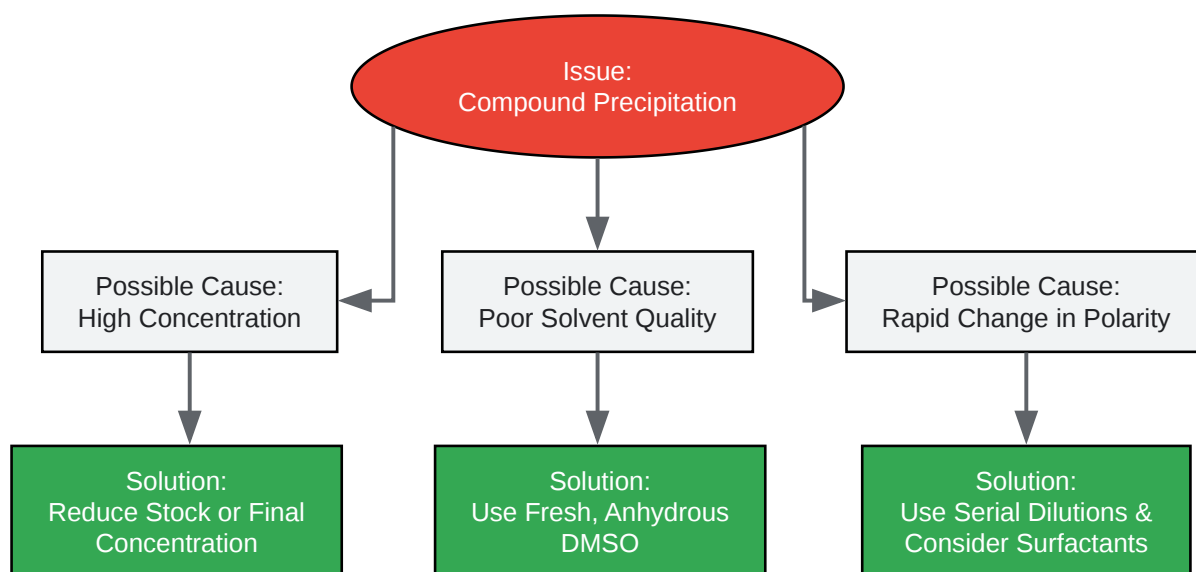 Issue:
Compound Precipitation
Possible Cause:
High Concentration
Possible Cause:
Poor Solvent Quality
Possible Cause:
Rapid Change in Polarity
Solution:
Reduce Stock or Final
Concentration
Solution:
Use Fresh, Anhydrous
DMSO
Solution:
Use Serial Dilutions &
Consider Surfactants